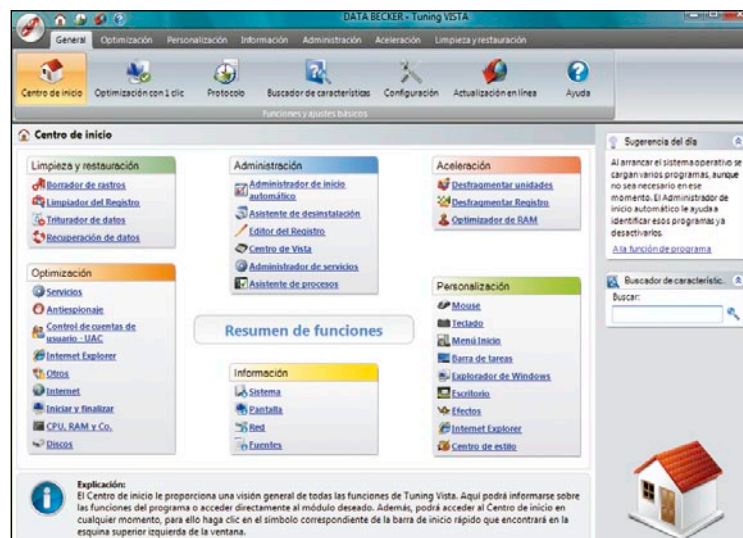 DATA BECKER - Tuning VISTA
General Optimización Personalización Información Administración Aceleración Limpieza y restauración
Centro de inicio Optimización con 1 clic Protocolo Buscador de características Configuración Actualización en línea Ayuda
Funciones y ajustes básicos
Centro de inicio
Limpieza y restauración
Borrador de rastros
Limpiador del Registro
Triturador de datos
Recuperación de datos
Optimización
Servicios
Antiespionaje
Control de cuentas de
usuario - UAC
Internet Explorer
Otros
Internet
Iniciar y finalizar
CPU, RAM y Co.
Discos
Administración
Administrador de inicio
automático
Asistente de desinstalación
Editor del Registro
Centro de Vista
Administrador de servicios
Asistente de procesos
Resumen de funciones
Información
Sistema
Pantalla
Red
Fuentes
Aceleración
Desfragmentar unidades
Desfragmentar Registro
Optimizador de RAM
Personalización
Mouse
Teclado
Menú Inicio
Barra de tareas
Explorador de Windows
Escritorio
Efectos
Internet Explorer
Centro de estilo
Sugerencia del día
Al arrancar el sistema operativo se
cargan varios programas, aunque
no sea necesario en ese
momento. El Administrador de
inicio automático le ayuda a
identificar esos programas y a
desactivarlos.
A la función de programa
Buscador de característic..
Buscar:
Explicación:
El Centro de inicio le proporciona una visión general de todas las funciones de Tuning Vista. Aquí podrá informarse sobre
las funciones del programa o acceder directamente al módulo deseado. Además, podrá acceder al Centro de inicio en
cualquier momento, para ello haga clic en el símbolo correspondiente de la barra de inicio rápido que encontrará en la
esquina superior izquierda de la ventana.